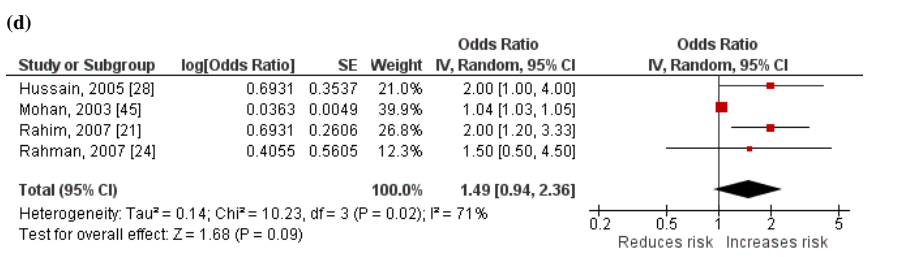 (d)
Odds Ratio Odds Ratio
Study or Subgroup log[Odds Ratio] SE Weight IV, Random, 95% CI IV, Random, 95% CI
Hussain, 2005 [28] 0.6931 0.3537 21.0% 2.00 [1.00, 4.00]
Mohan, 2003 [45] 0.0363 0.0049 39.9% 1.04 [1.03, 1.05]
Rahim, 2007 [21] 0.6931 0.2606 26.8% 2.00 [1.20, 3.33]
Rahman, 2007 [24] 0.4055 0.5605 12.3% 1.50 [0.50, 4.50]
Total (95% CI) 100.0% 1.49 [0.94, 2.36]
Heterogeneity: Tau² = 0.14; Chi² = 10.23, df = 3 (P = 0.02); I² = 71%
Test for overall effect: Z = 1.68 (P = 0.09)
0.2 0.5 1 2 5
Reduces risk Increases risk